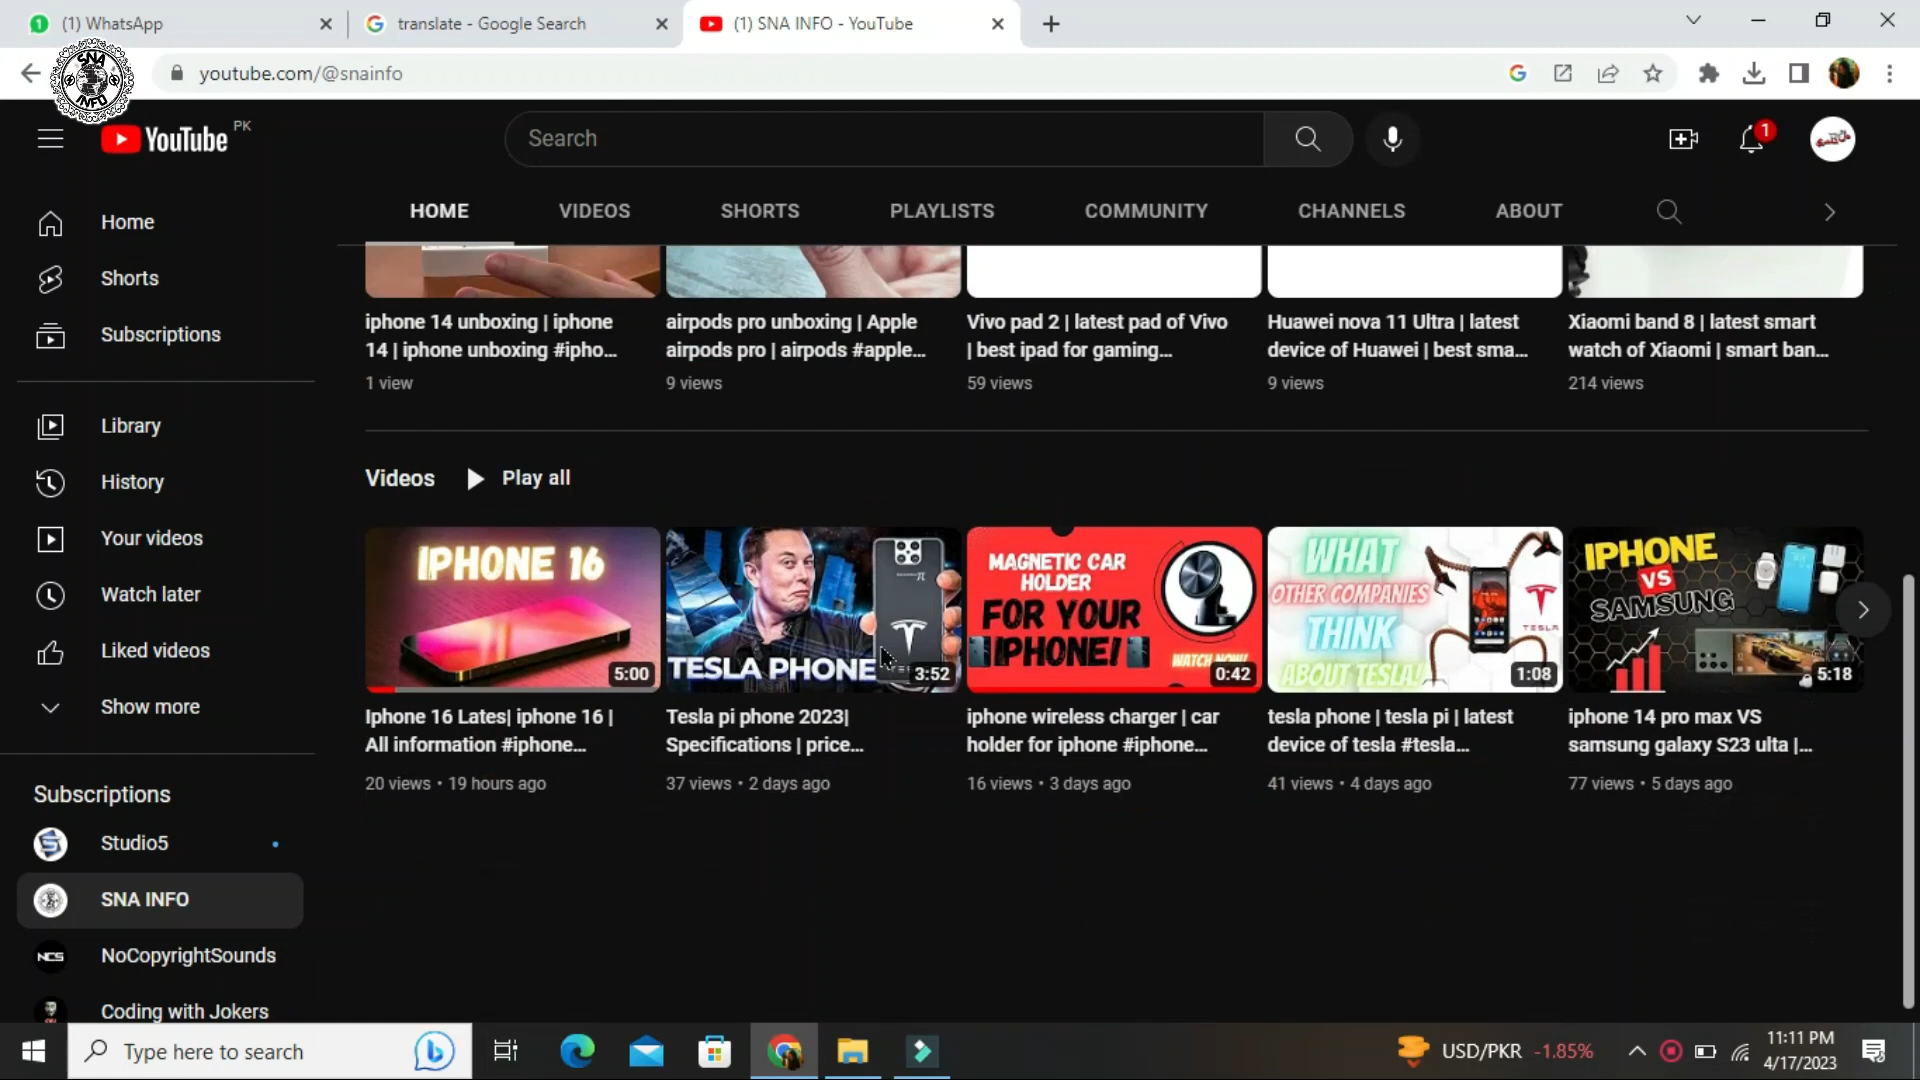 (1) WhatsApp
translate - Google Search
(1) SNA INFO - YouTube
SNA
INFO
youtube.com/@snainfo
YouTube PK
Search
1
HOME
VIDEOS
SHORTS
PLAYLISTS
COMMUNITY
CHANNELS
ABOUT
Home
Shorts
Subscriptions
Library
History
Your videos
Watch later
Liked videos
Show more
Subscriptions
Studio5
SNA INFO
NoCopyrightSounds
Coding with Jokers
iphone 14 unboxing | iphone
14 | iphone unboxing #ipho...
1 view
airpods pro unboxing | Apple
airpods pro | airpods #apple...
9 views
Vivo pad 2 | latest pad of Vivo
| best ipad for gaming...
59 views
Huawei nova 11 Ultra | latest
device of Huawei | best sma...
9 views
Xiaomi band 8 | latest smart
watch of Xiaomi | smart ban...
214 views
Videos
Play all
IPHONE 16
5:00
Iphone 16 Lates| iphone 16 |
All information #iphone...
20 views • 19 hours ago
TESLA PHONE
3:52
Tesla pi phone 2023|
Specifications | price...
37 views • 2 days ago
MAGNETIC CAR
HOLDER
FOR YOUR
IPHONE!
WATCH NOW!
0:42
iphone wireless charger | car
holder for iphone #iphone...
16 views • 3 days ago
WHAT
OTHER COMPANIES
THINK
ABOUT TESLA!
TESLA
1:08
tesla phone | tesla pi | latest
device of tesla #tesla...
41 views • 4 days ago
IPHONE
VS
SAMSUNG
5:18
iphone 14 pro max VS
samsung galaxy S23 ulta |...
77 views • 5 days ago
Type here to search
USD/PKR -1.85%
11:11 PM
4/17/2023